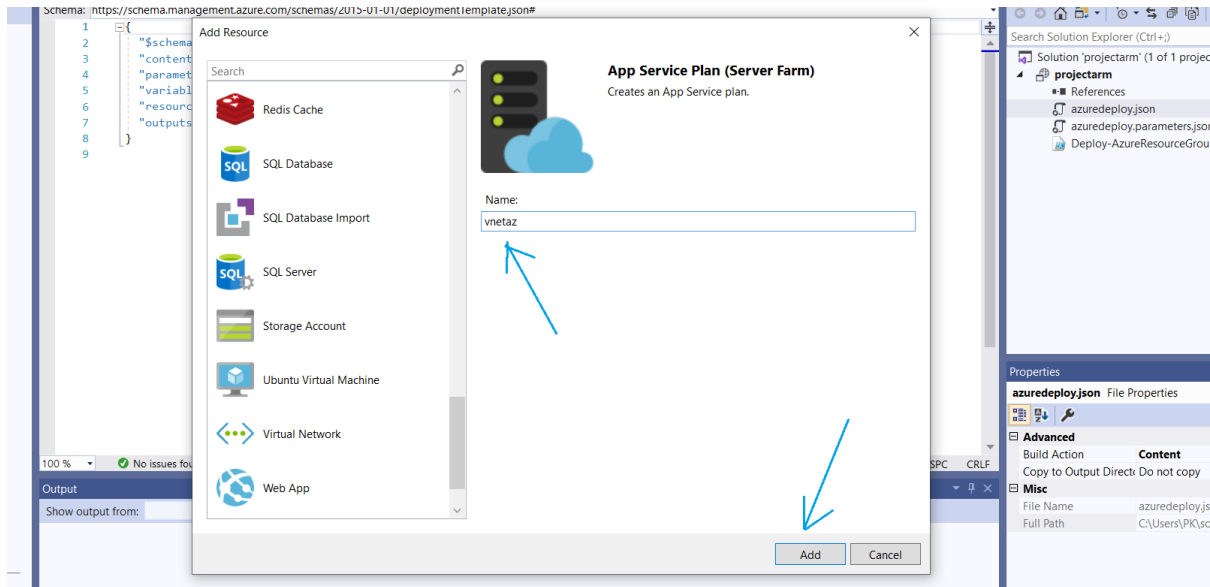 Schema: https://schema.management.azure.com/schemas/2015-01-01/deploymentTemplate.json#
1 {
2 "$schema
3 "content
4 "paramet
5 "variabl
6 "resourc
7 "outputs
8 }
9
100 %
No issues fou
SPC CRLF
Output
Show output from:
Add Resource
Search
Redis Cache
SQL Database
SQL Database Import
SQL Server
Storage Account
Ubuntu Virtual Machine
Virtual Network
Web App
App Service Plan (Server Farm)
Creates an App Service plan.
Name:
vnetaz
Add Cancel
Search Solution Explorer (Ctrl+;)
Solution 'projectarm' (1 of 1 projec
projectarm
References
azuredeploy.json
azuredeploy.parameters.json
Deploy-AzureResourceGrou
Properties
azuredeploy.json File Properties
Advanced
Build Action Content
Copy to Output Directo Do not copy
Misc
File Name azuredeploy.js
Full Path C:\Users\PK\so